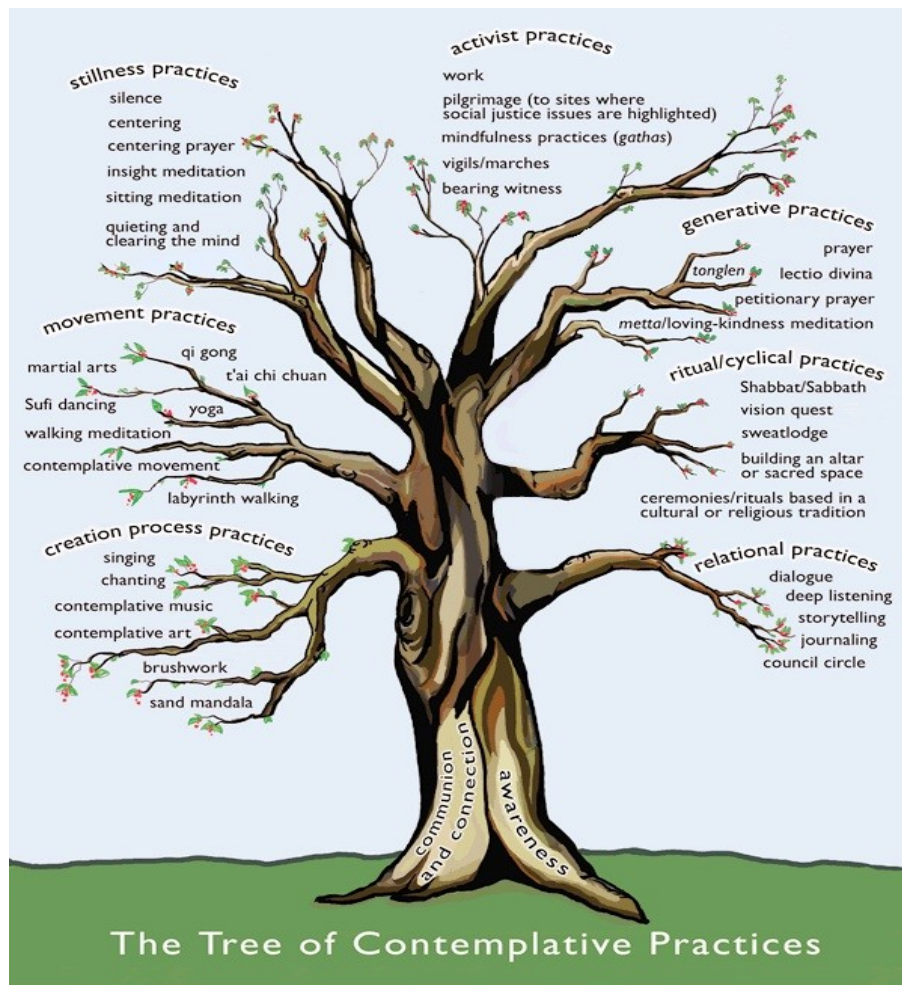 stillness practices
silence
centering
centering prayer
insight meditation
sitting meditation
quieting and
clearing the mind
activist practices
work
pilgrimage (to sites where
social justice issues are highlighted)
mindfulness practices (gathas)
vigils/marches
bearing witness
generative practices
prayer
tonglen
lectio divina
petitionary prayer
metta/loving-kindness meditation
movement practices
qi gong
martial arts
t'ai chi chuan
Sufi dancing
yoga
walking meditation
contemplative movement
labyrinth walking
ritual/cyclical practices
Shabbat/Sabbath
vision quest
sweatlodge
building an altar
or sacred space
ceremonies/rituals based in a
cultural or religious tradition
creation process practices
singing
chanting
contemplative music
contemplative art
brushwork
sand mandala
relational practices
dialogue
deep listening
storytelling
journaling
council circle
communion
and connection
awareness
The Tree of Contemplative Practices